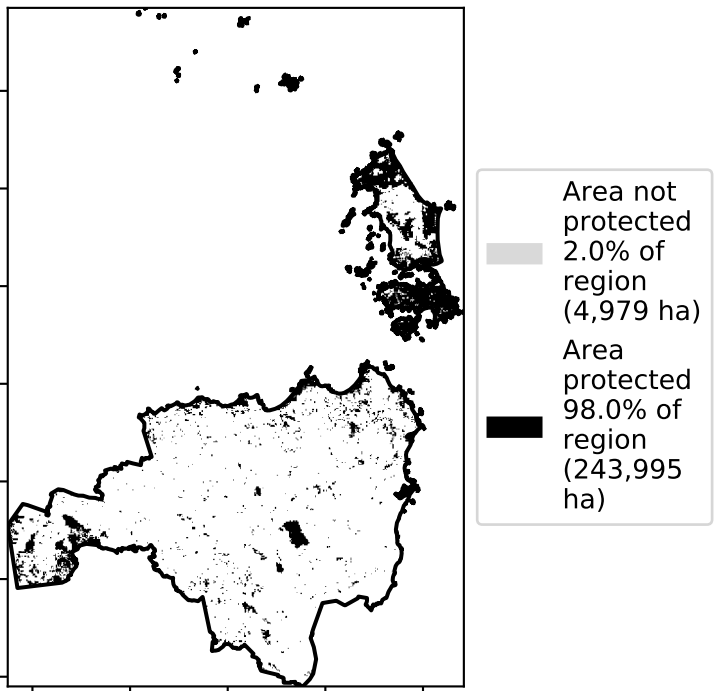 Area not
protected
2.0% of
region
(4,979 ha)
Area
protected
98.0% of
region
(243,995
ha)